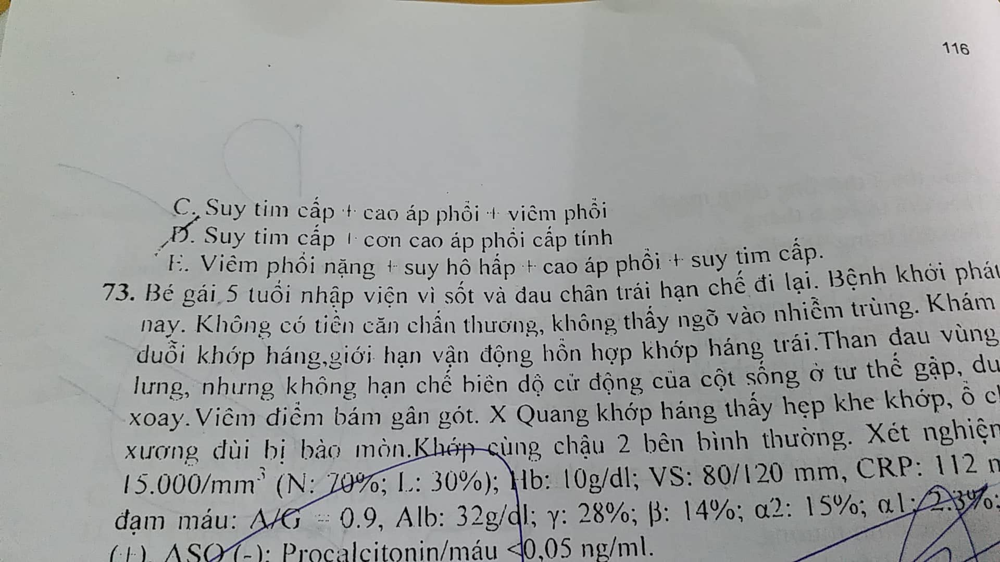 116
C. Suy tim cấp + cao áp phổi + viêm phổi
D. Suy tim cấp + cơn cao áp phổi cấp tính
E. Viêm phổi nặng + suy hô hấp + cao áp phổi + suy tim cấp.
73. Bé gái 5 tuổi nhập viện vì sốt và đau chân trái hạn chế đi lại. Bệnh khởi phát
nay. Không có tiền căn chấn thương, không thấy ngõ vào nhiễm trùng. Khám
duỗi khớp háng,giới hạn vận động hỗn hợp khớp háng trái.Than đau vùng
lưng, nhưng không hạn chế biên độ cử động của cột sống ở tư thế gập, du
xoay.Viêm điểm bám gân gót. X Quang khớp háng thấy hẹp khe khớp, ổ c
xương đùi bị bào mòn.Khớp cùng chậu 2 bên bình thường. Xét nghiệm
15.000/mm³ (N: 70%; L: 30%); Hb: 10g/dl; VS: 80/120 mm, CRP: 112 m
đạm máu: A/G = 0.9, Alb: 32g/dl; γ: 28%; β: 14%; α2: 15%; α1: 2.3%;
(+), ASO (-); Procalcitonin/máu <0,05 ng/ml.